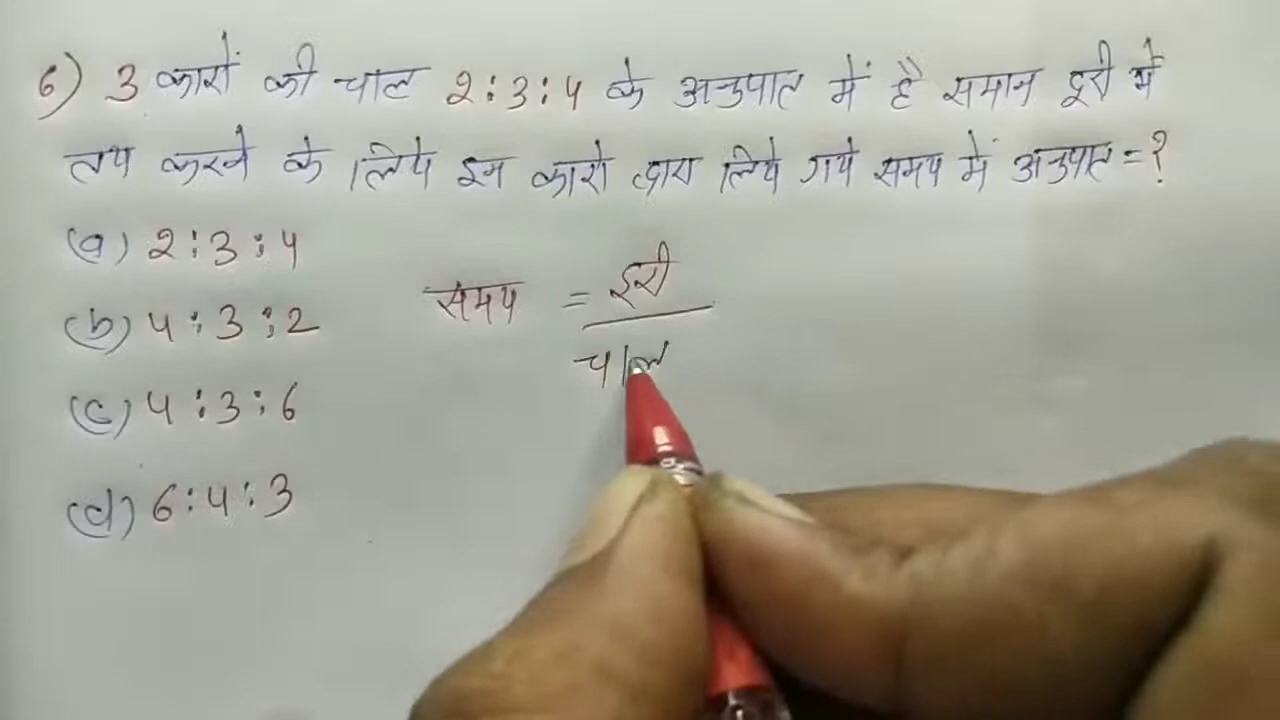 6) 3 कारों की चाल 2:3:4 के अनुपात में है समान दूरी में
तय करने के लिये इन कारो द्वारा लिये गये समय में अनुपात = ?
(a) 2:3:4
(b) 4:3:2
(c) 4:3:6
(d) 6:4:3
समय = दूरी
चाल